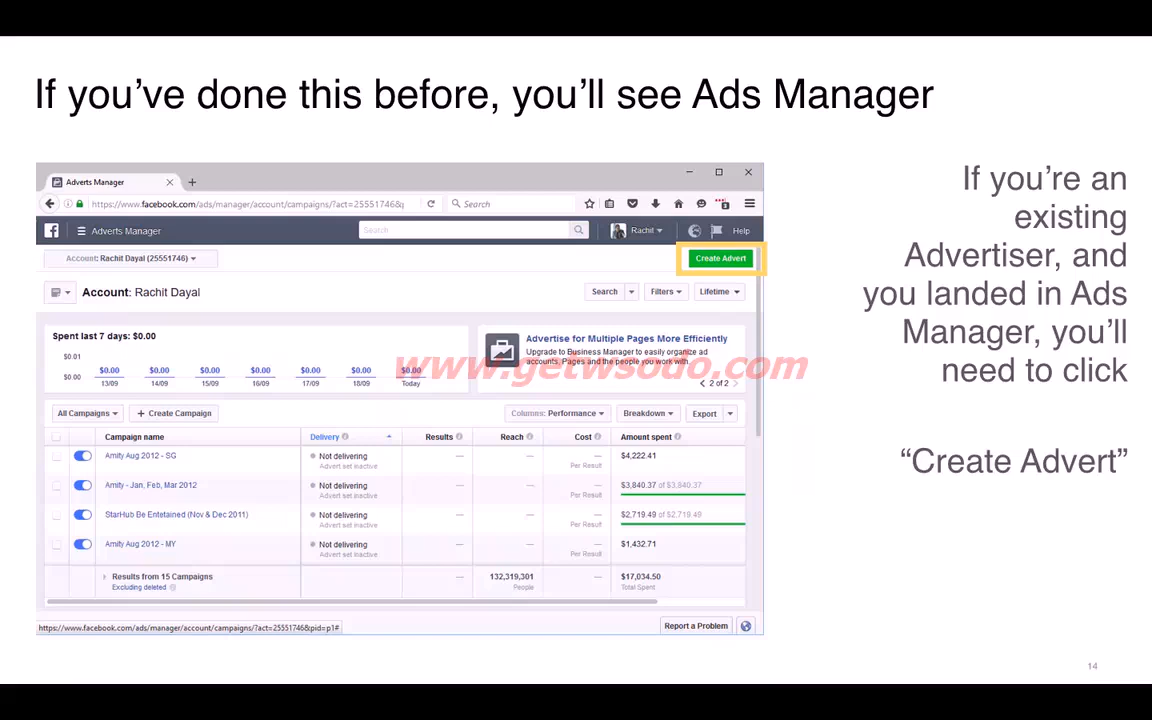 If you’ve done this before, you’ll see Ads Manager
Adverts Manager
https://www.facebook.com/ads/manager/account/campaigns/?act=25551746&p
Search
Adverts Manager
Search
Rachit
Help
Account: Rachit Dayal (25551746)
Create Advert
Account: Rachit Dayal
Search
Filters
Lifetime
Spent last 7 days: $0.00
$0.01
$0.00
$0.00 $0.00 $0.00 $0.00 $0.00 $0.00 $0.00
13/09 14/09 15/09 16/09 17/09 18/09 Today
Advertise for Multiple Pages More Efficiently
Upgrade to Business Manager to easily organize ad
accounts, Pages and the people you work with.
2 of 2
www.getwsodo.com
All Campaigns
+ Create Campaign
Columns: Performance
Breakdown
Export
Campaign name Delivery Results Reach Cost Amount spent
Amity Aug 2012 - SG Not delivering — — — $4,222.41
Advert set inactive Per Result
Amity - Jan, Feb, Mar 2012 Not delivering — — — $3,840.37 of $3,840.37
Advert set inactive Per Result
StarHub Be Entetained (Nov & Dec 2011) Not delivering — — — $2,719.49 of $2,719.49
Advert set inactive Per Result
Amity Aug 2012 - MY Not delivering — — — $1,432.71
Advert set inactive Per Result
Results from 15 Campaigns — 132,319,301 — $17,034.50
Excluding deleted People Per Result Total Spent
https://www.facebook.com/ads/manager/account/campaigns/?act=25551746&pid=p1#
Report a Problem
If you’re an
existing
Advertiser, and
you landed in Ads
Manager, you’ll
need to click
“Create Advert”
14